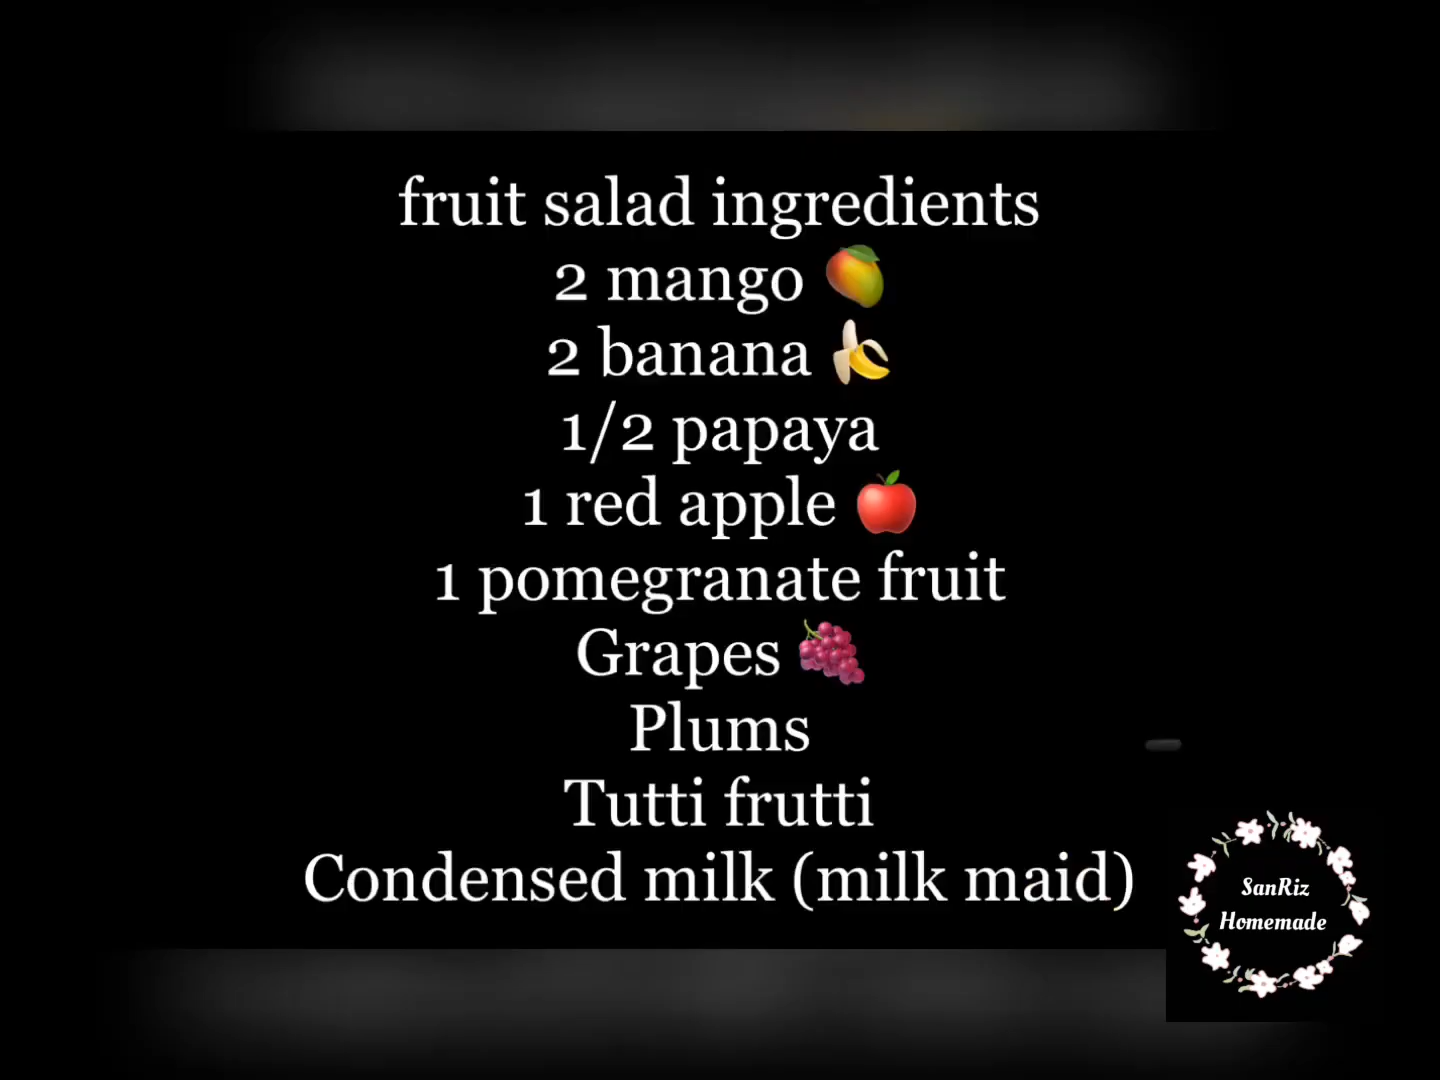 fruit salad ingredients
2 mango 🥭
2 banana 🍌
1/2 papaya
1 red apple 🍎
1 pomegranate fruit
Grapes 🍇
Plums
Tutti frutti
Condensed milk (milk maid)
SanRiz
Homemade